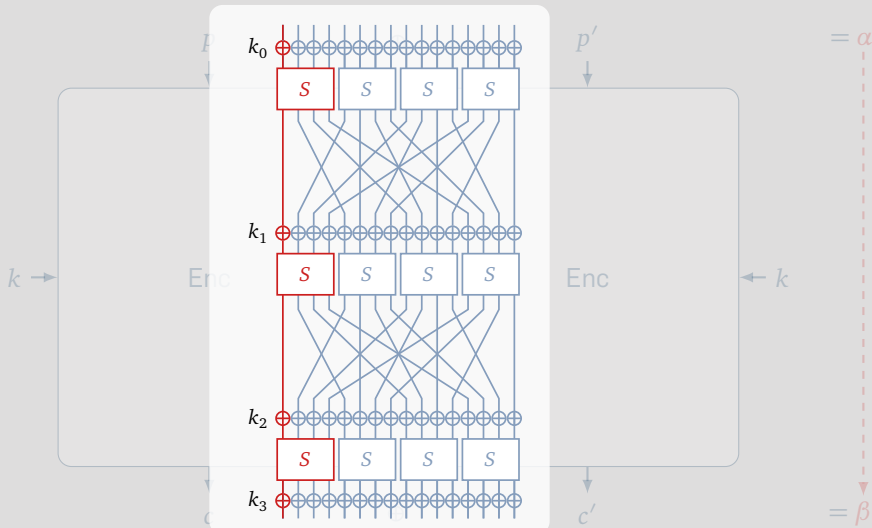 p p′ = α
k₀
S S S S
k₁
S S S S
k Enc Enc k
k₂
S S S S
k₃
c c′ = β